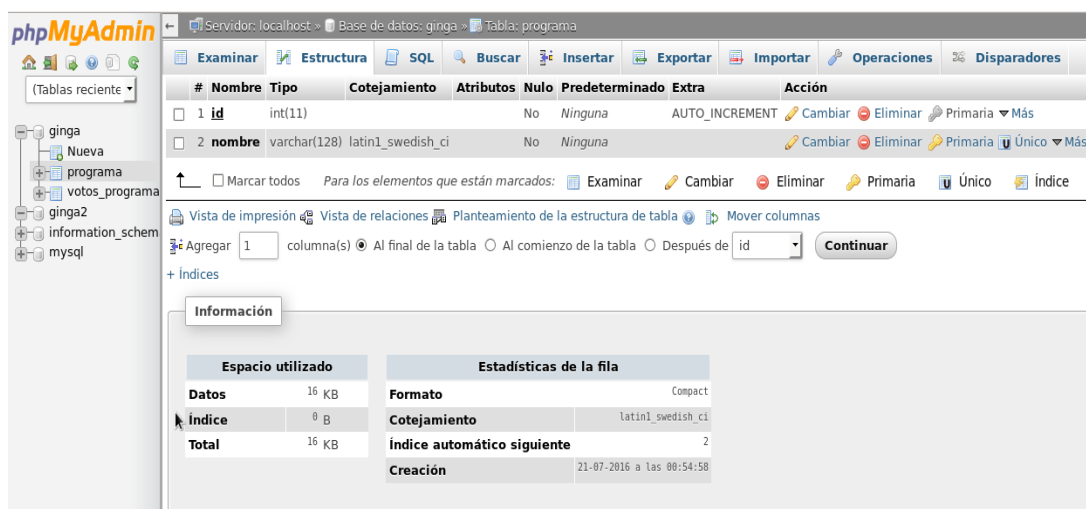 phpMyAdmin
(Tablas reciente
ginga
Nueva
programa
votos_programa
ginga2
information_schem
mysql
Servidor: localhost » Base de datos: ginga » Tabla: programa
Examinar Estructura SQL Buscar Insertar Exportar Importar Operaciones Disparadores
# Nombre Tipo Cotejamiento Atributos Nulo Predeterminado Extra Acción
1 id int(11) No Ninguna AUTO_INCREMENT Cambiar Eliminar Primaria Más
2 nombre varchar(128) latin1_swedish_ci No Ninguna Cambiar Eliminar Primaria Único Más
Marcar todos Para los elementos que están marcados: Examinar Cambiar Eliminar Primaria Único Índice
Vista de impresión Vista de relaciones Planteamiento de la estructura de tabla Mover columnas
Agregar 1 columna(s) Al final de la tabla Al comienzo de la tabla Después de id Continuar
+ Índices
Información
Espacio utilizado
Datos 16 KB
Índice 0 B
Total 16 KB
Estadísticas de la fila
Formato Compact
Cotejamiento latin1_swedish_ci
Índice automático siguiente 2
Creación 21-07-2016 a las 00:54:58